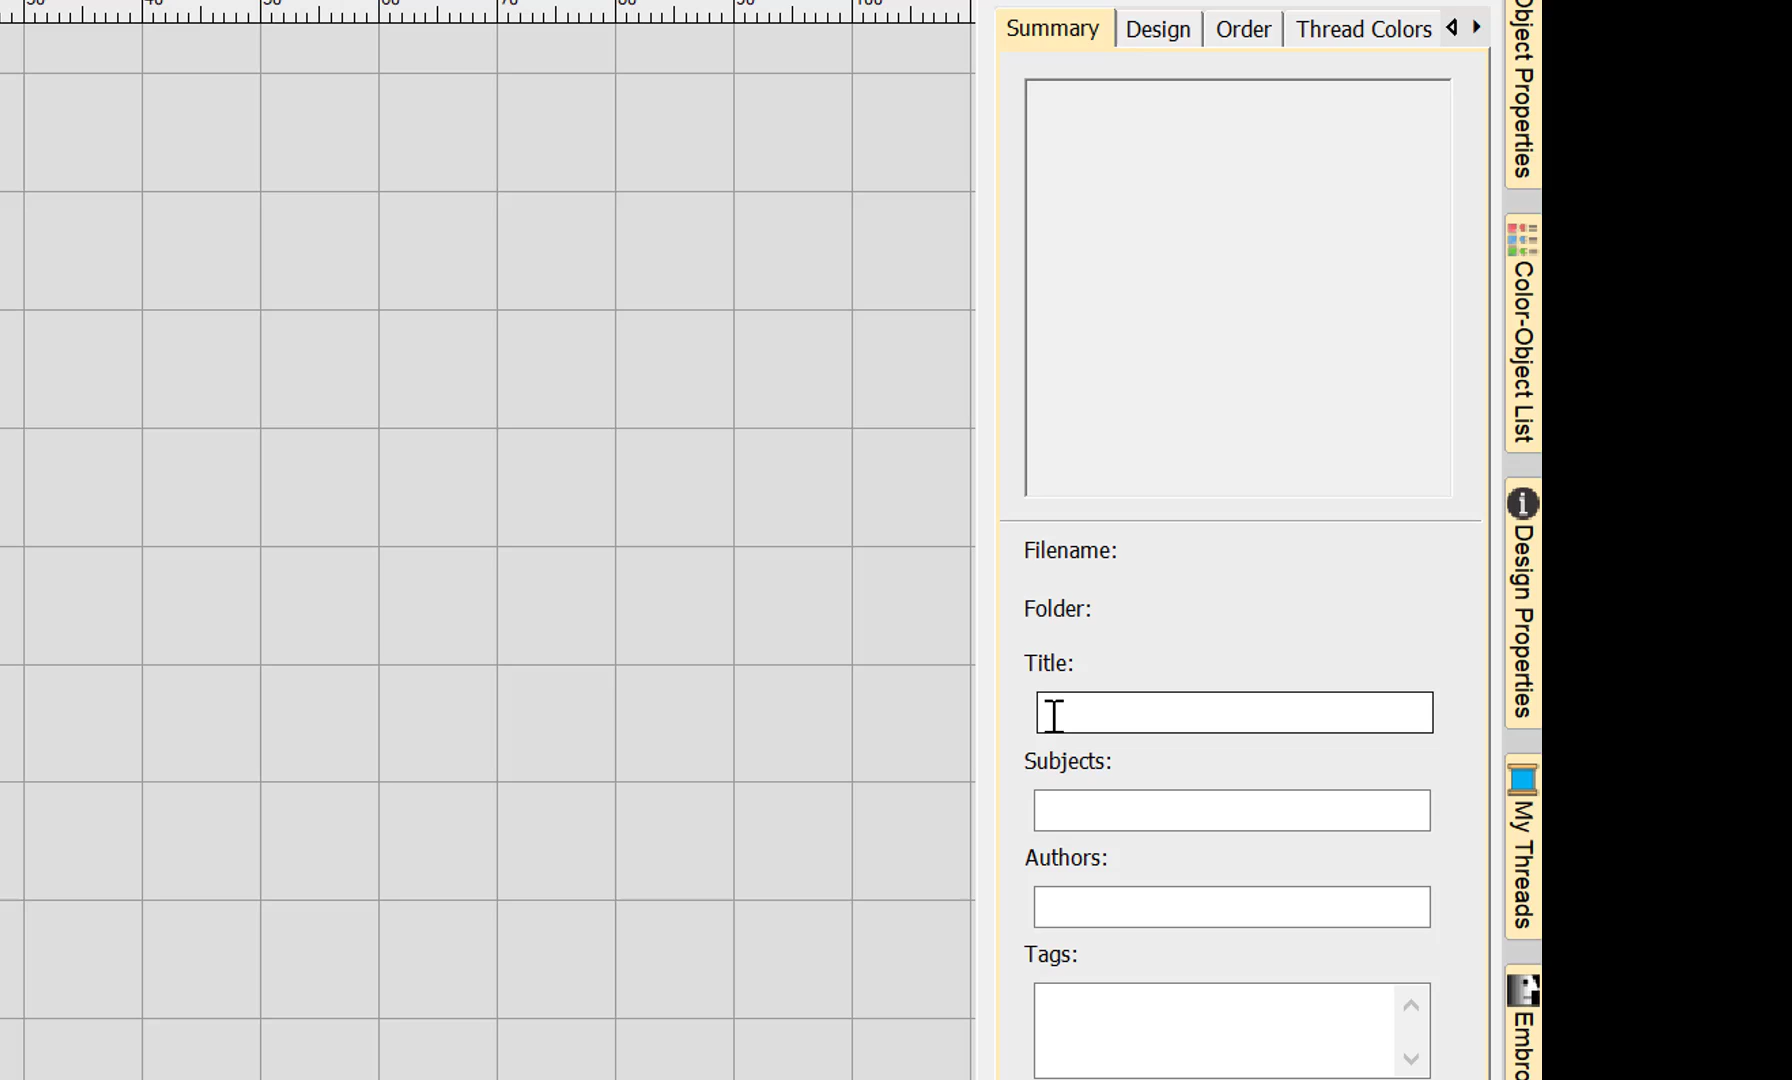 Summary Design Order Thread Colors
Filename:
Folder:
Title:
Subjects:
Authors:
Tags:
Object Properties
Color-Object List
Design Properties
My Threads